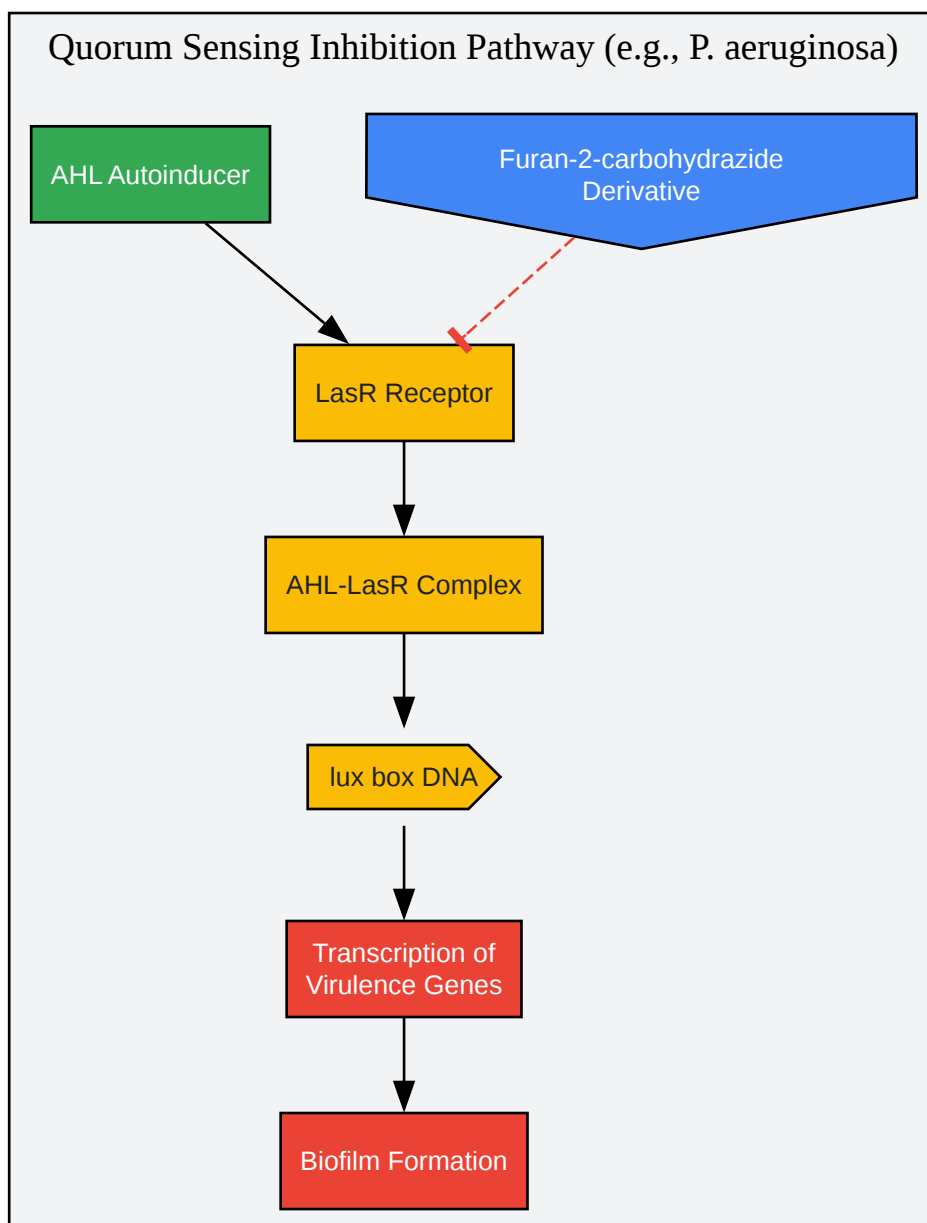 Quorum Sensing Inhibition Pathway (e.g., P. aeruginosa)
AHL Autoinducer
Furan-2-carbohydrazide
Derivative
LasR Receptor
AHL-LasR Complex
lux box DNA
Transcription of
Virulence Genes
Biofilm Formation